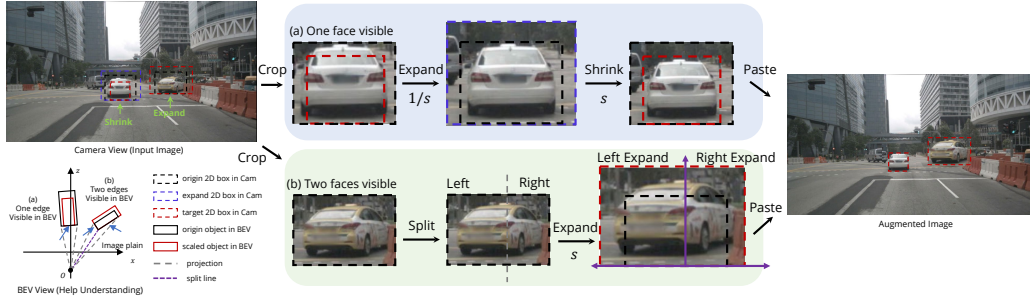 Shrink
Expand
Camera View (Input Image)
Crop
(a) One face visible
Expand
1/s
Shrink
s
Paste
Crop
(b) Two faces visible
Left
Right
Split
Expand
s
Left Expand
Right Expand
Paste
Augmented Image
z
(a)
One edge
Visible in BEV
(b)
Two edges
Visible in BEV
Image plain
x
O
BEV View (Help Understanding)
origin 2D box in Cam
expand 2D box in Cam
target 2D box in Cam
origin object in BEV
scaled object in BEV
projection
split line